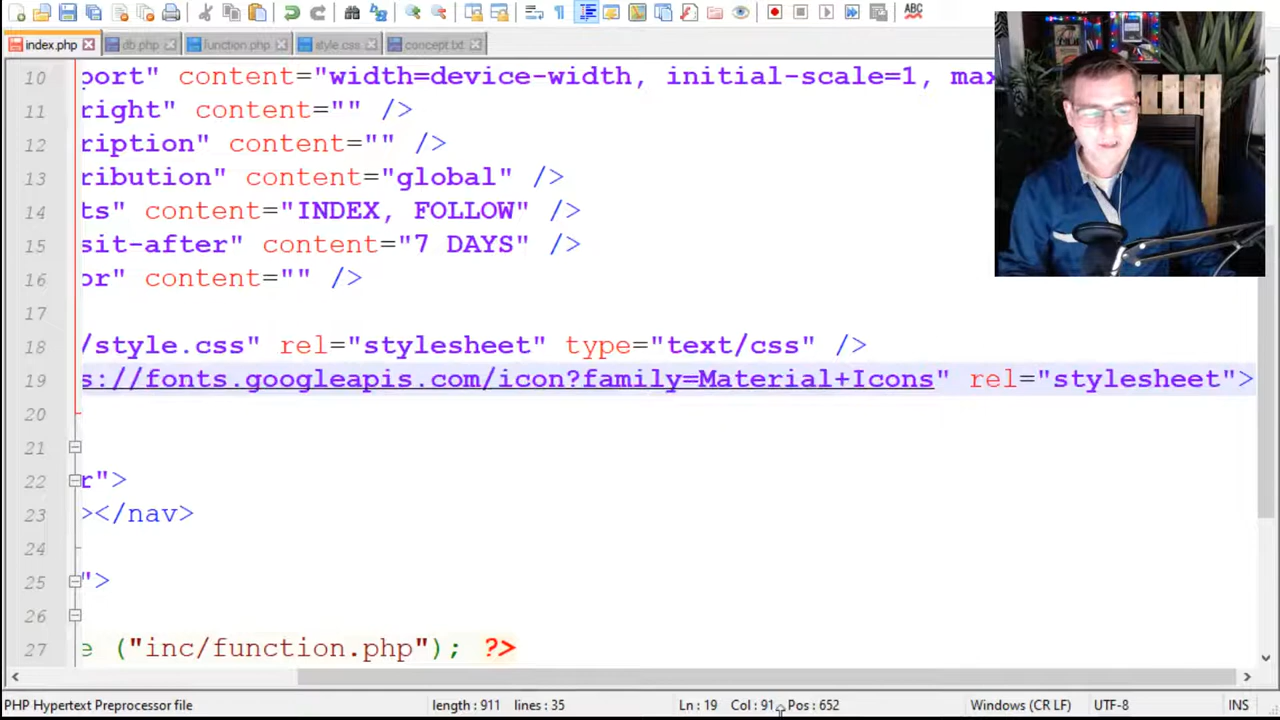 index.php db.php function.php style.css concept.txt
10 port" content="width=device-width, initial-scale=1, max
11 right" content="" />
12 ription" content="" />
13 ribution" content="global" />
14 ts" content="INDEX, FOLLOW" />
15 sit-after" content="7 DAYS" />
16 or" content="" />
17
18 /style.css" rel="stylesheet" type="text/css" />
19 s://fonts.googleapis.com/icon?family=Material+Icons" rel="stylesheet">
20
21
22 r">
23 ></nav>
24
25 ">
26
27 e ("inc/function.php"); ?>
PHP Hypertext Preprocessor file length : 911 lines : 35 Ln : 19 Col : 91 Pos : 652 Windows (CR LF) UTF-8 INS